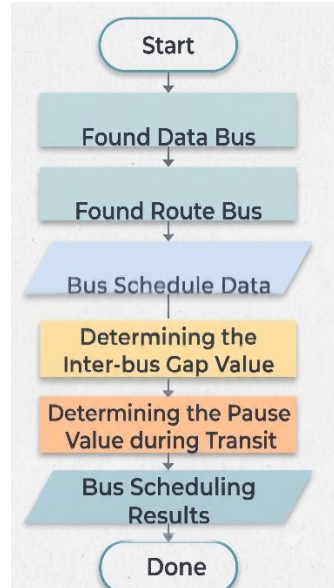 Start
Found Data Bus
Found Route Bus
Bus Schedule Data
Determining the
Inter-bus Gap Value
Determining the Pause
Value during Transit
Bus Scheduling
Results
Done